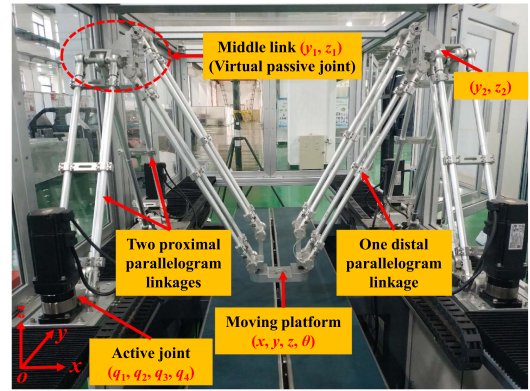 Middle link (y₁, z₁)
(Virtual passive joint)
(y₂, z₂)
Two proximal
parallelogram
linkages
One distal
parallelogram
linkage
Moving platform
(x, y, z, θ)
Active joint
(q₁, q₂, q₃, q₄)
z
y
o
x